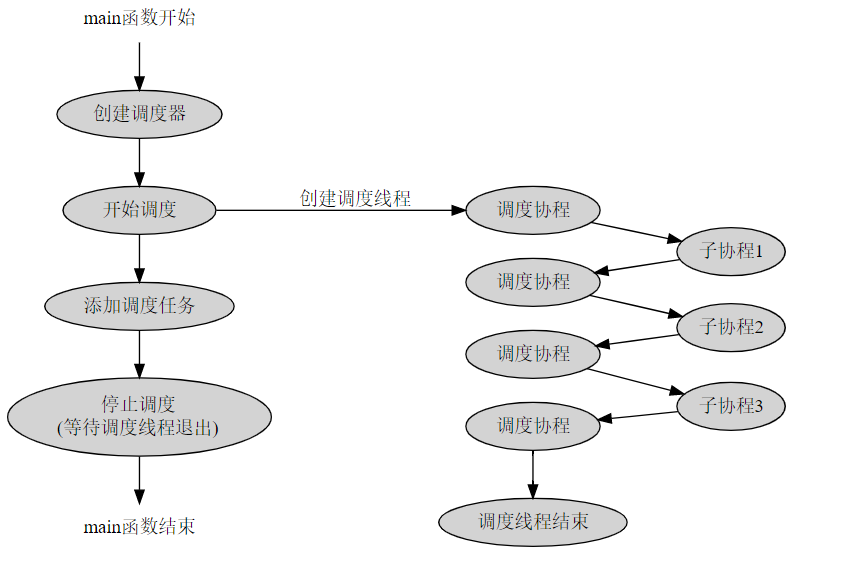 main函数开始
创建调度器
开始调度
创建调度线程
调度协程
子协程1
调度协程
添加调度任务
子协程2
调度协程
停止调度
(等待调度线程退出)
子协程3
调度协程
调度线程结束
main函数结束